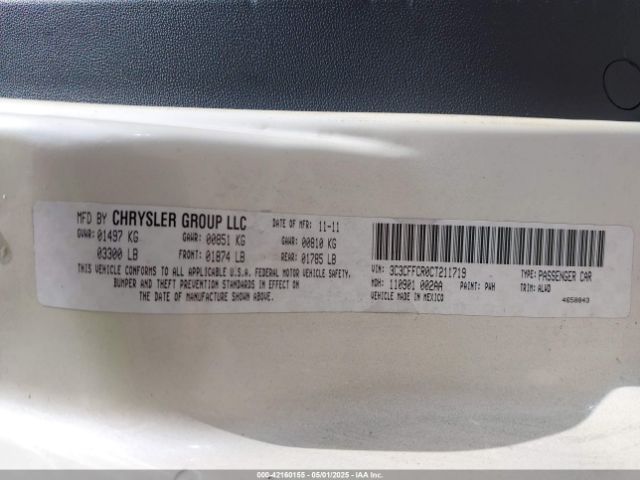 MFD BY CHRYSLER GROUP LLC DATE OF MFR: 11-11
GVWR: 01497 KG GAWR: 00851 KG GAWR: 00810 KG
03300 LB FRONT: 01874 LB REAR: 01785 LB
THIS VEHICLE CONFORMS TO ALL APPLICABLE U.S.A. FEDERAL MOTOR VEHICLE SAFETY,
BUMPER AND THEFT PREVENTION STANDARDS IN EFFECT ON
THE DATE OF MANUFACTURE SHOWN ABOVE.
VIN: 3C3CFFCR0CT211719 TYPE: PASSENGER CAR
MDH: 110901 002AA PAINT: PWH TRIM: ALWD
VEHICLE MADE IN MEXICO 4650843
000-42160155 - 05/01/2025 - IAA Inc.